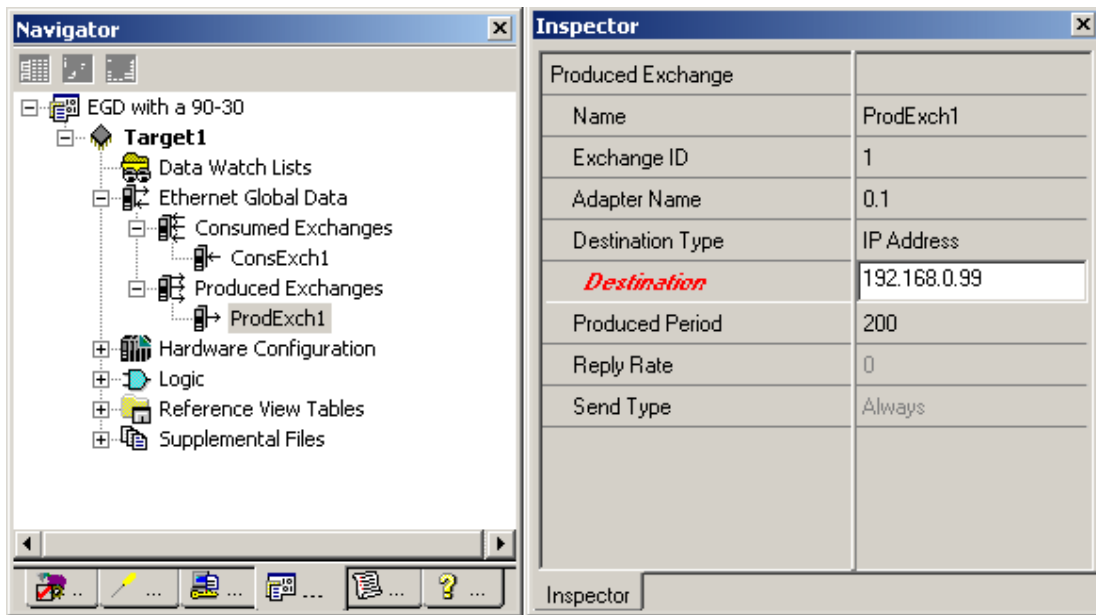 Navigator
EGD with a 90-30
Target1
Data Watch Lists
Ethernet Global Data
Consumed Exchanges
ConsExch1
Produced Exchanges
ProdExch1
Hardware Configuration
Logic
Reference View Tables
Supplemental Files
.. ... ... ... ... ...
Inspector
Produced Exchange
Name ProdExch1
Exchange ID 1
Adapter Name 0.1
Destination Type IP Address
Destination 192.168.0.99
Produced Period 200
Reply Rate 0
Send Type Always
Inspector